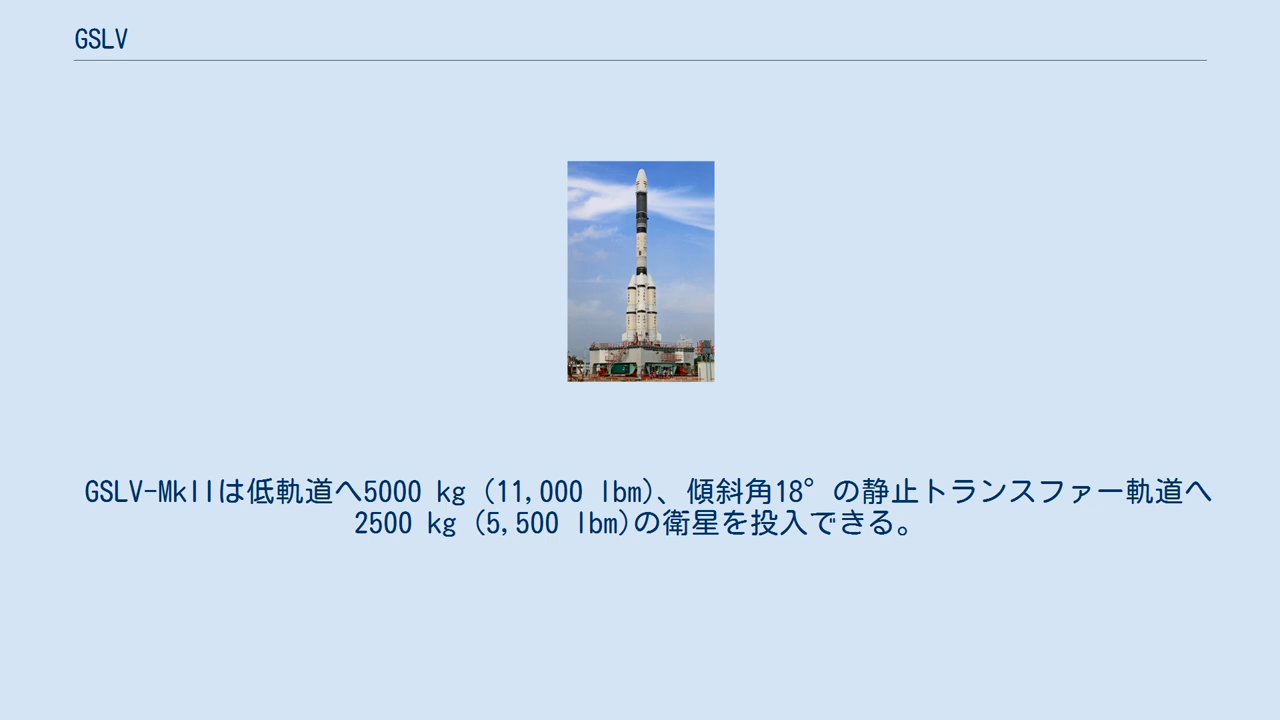 GSLV
GSLV-MkIIは低軌道へ5000 kg (11,000 lbm)、傾斜角18°の静止トランスファー軌道へ
2500 kg (5,500 lbm)の衛星を投入できる。